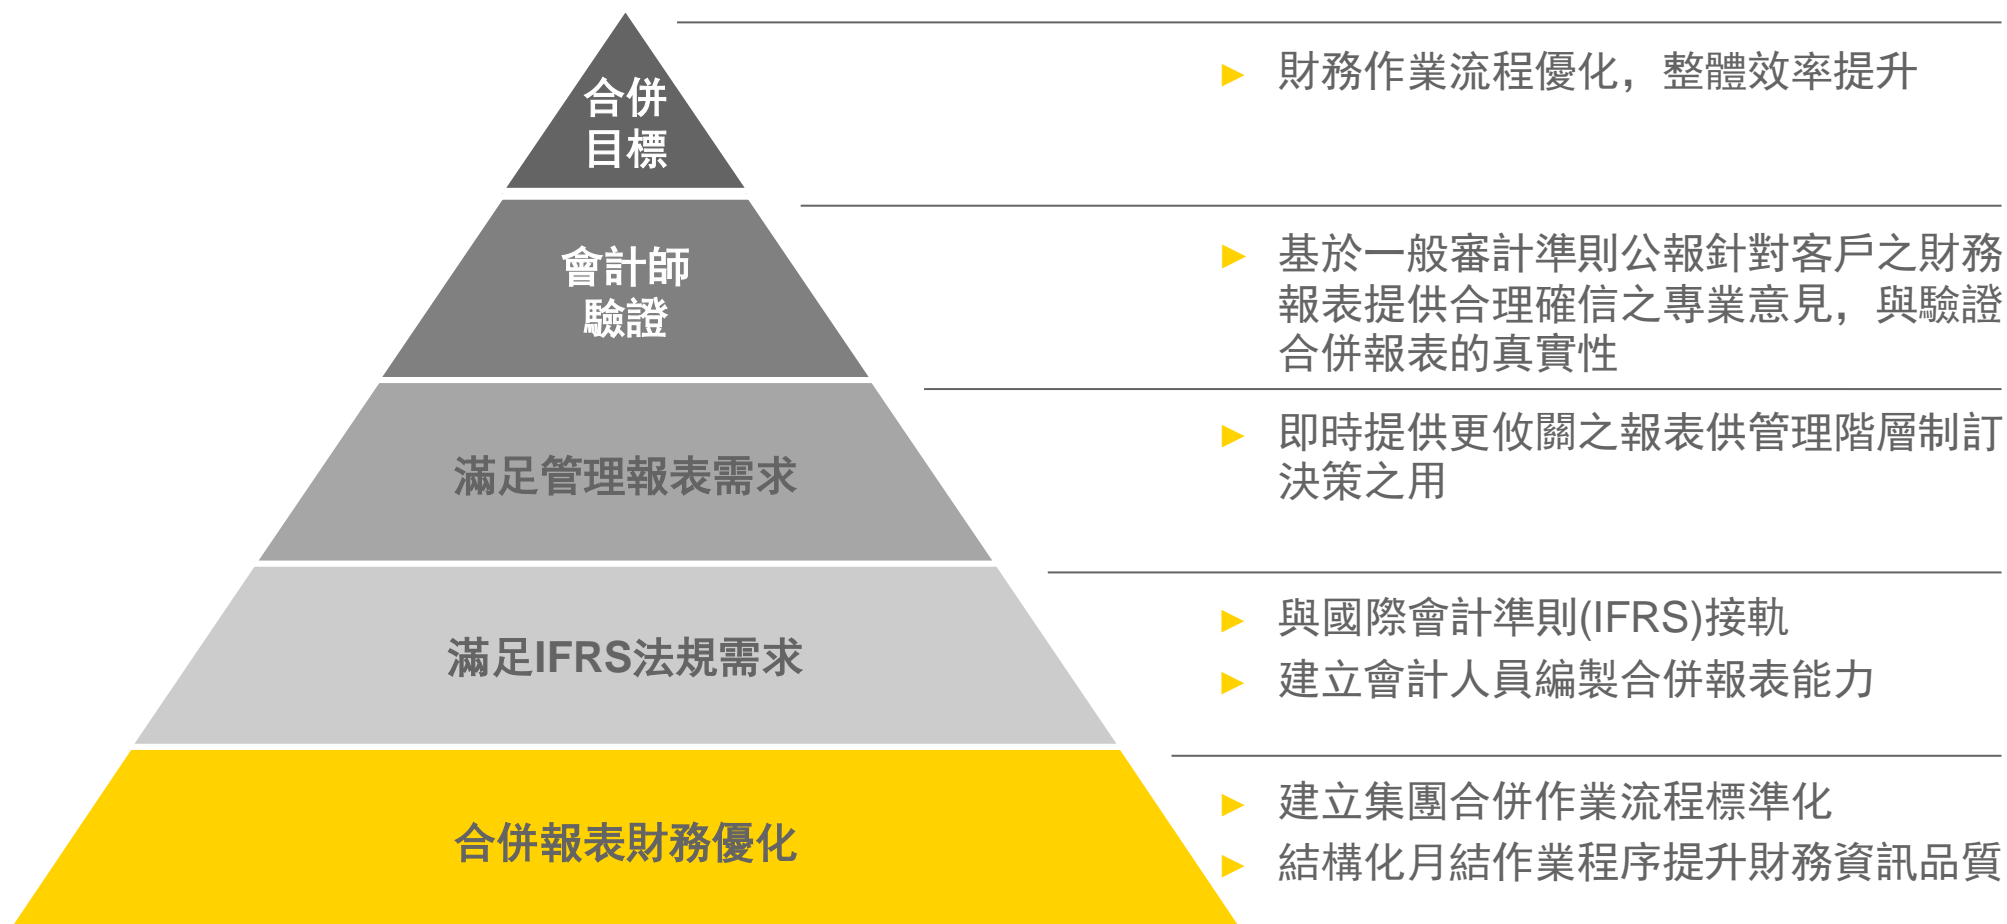 合併
目標
► 財務作業流程優化，整體效率提升
會計師
驗證
► 基於一般審計準則公報針對客戶之財務
報表提供合理確信之專業意見，與驗證
合併報表的真實性
滿足管理報表需求
► 即時提供更攸關之報表供管理階層制訂
決策之用
滿足IFRS法規需求
► 與國際會計準則(IFRS)接軌
► 建立會計人員編製合併報表能力
合併報表財務優化
► 建立集團合併作業流程標準化
► 結構化月結作業程序提升財務資訊品質